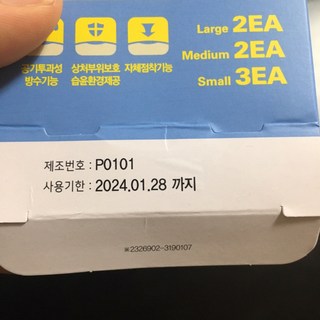 Large 2EA
Medium 2EA
Small 3EA
공기투과성
방수기능
상처부위보호
습윤환경제공
자체점착기능
제조번호 : P0101
사용기한 : 2024.01.28 까지
※2326902-3190107